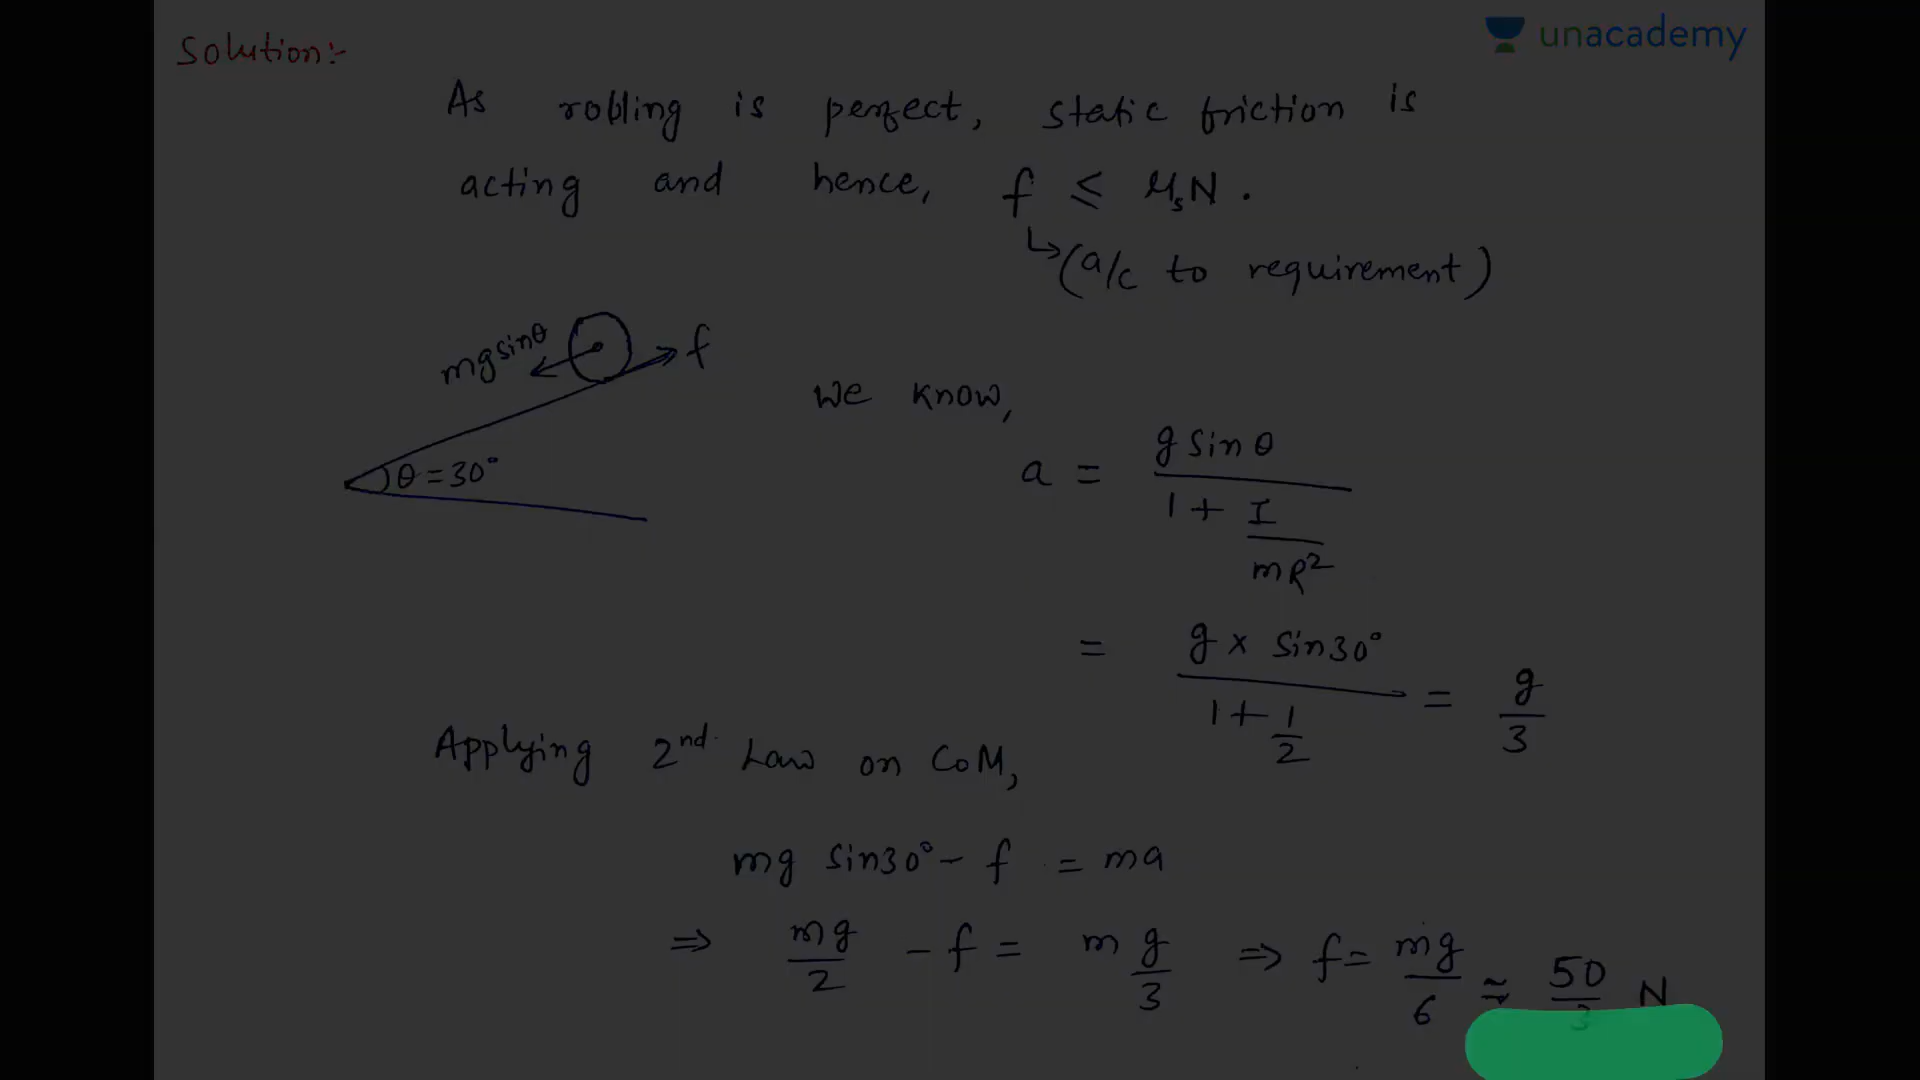 Solution:-
unacademy
As rolling is perfect, static friction is
acting and hence, f ≤ μsN.
(a/c to requirement)
mg sinθ
f
θ = 30°
We know,
a = g sin θ / 1 + I/mR²
= g x sin30° / 1 + 1/2 = g/3
Applying 2nd Law on CoM,
mg sin30° - f = ma
⇒ mg/2 - f = m g/3 ⇒ f = mg/6 ≈ 50/3 N